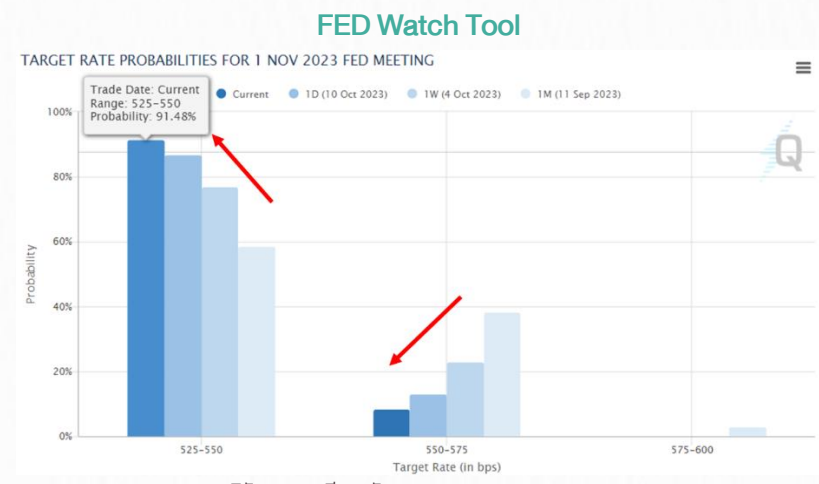 FED Watch Tool
TARGET RATE PROBABILITIES FOR 1 NOV 2023 FED MEETING
Trade Date: Current
Range: 525-550
Probability: 91.48%
Current 1D (10 Oct 2023) 1W (4 Oct 2023) 1M (11 Sep 2023)
100%
80%
60%
40%
20%
0%
Probability
Q
525-550 550-575 575-600
Target Rate (in bps)